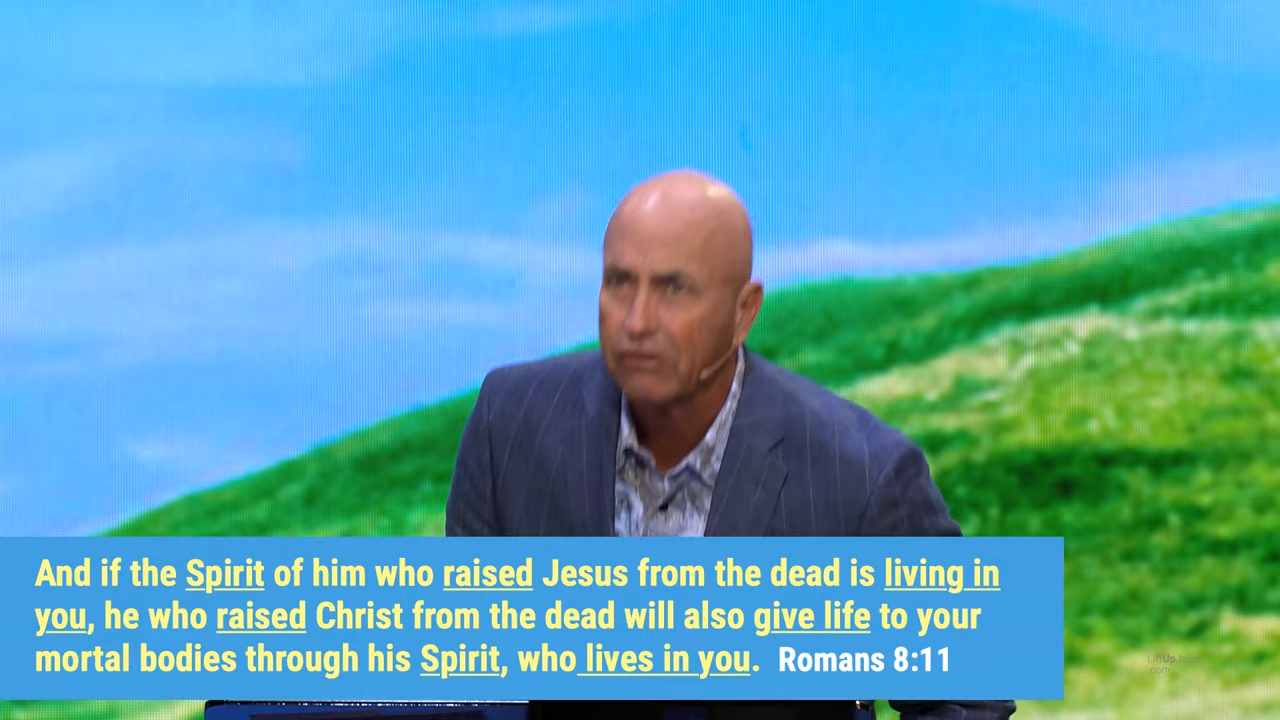 And if the Spirit of him who raised Jesus from the dead is living in
you, he who raised Christ from the dead will also give life to your
mortal bodies through his Spirit, who lives in you. Romans 8:11
LiftUpJesus
.com